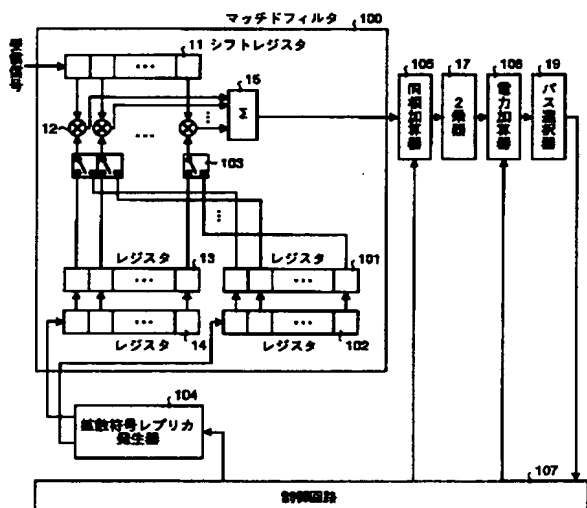 マッチドフィルタ 100
11 シフトレジスタ
15
Σ
105
同相加算器
17
2乗器
106
電力加算器
19
パス選択器
12
103
レジスタ
13
レジスタ
101
レジスタ
14
レジスタ
102
104
拡散符号レプリカ
発生器
107
制御回路